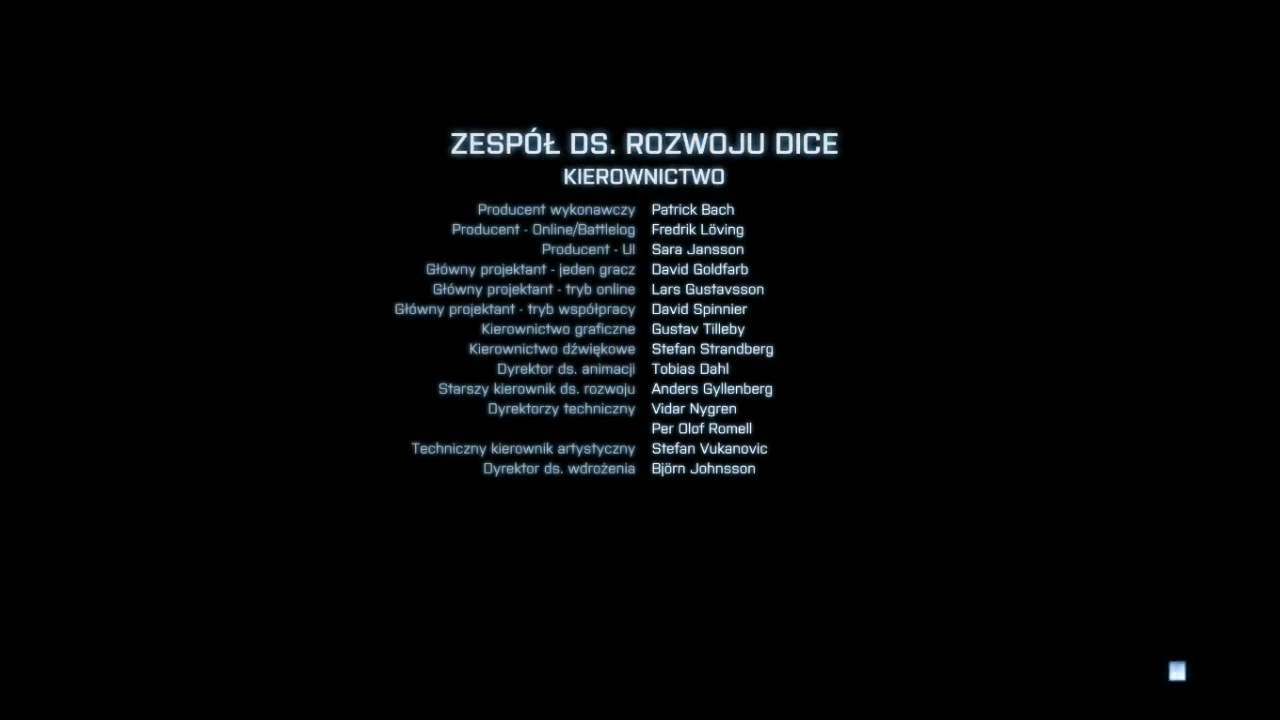 ZESPÓŁ DS. ROZWOJU DICE
KIEROWNICTWO
Producent wykonawczy Patrick Bach
Producent - Online/Battlelog Fredrik Löving
Producent - UI Sara Jansson
Główny projektant - jeden gracz David Goldfarb
Główny projektant - tryb online Lars Gustavsson
Główny projektant - tryb współpracy David Spinnier
Kierownictwo graficzne Gustav Tilleby
Kierownictwo dźwiękowe Stefan Strandberg
Dyrektor ds. animacji Tobias Dahl
Starszy kierownik ds. rozwoju Anders Gyllenberg
Dyrektorzy techniczny Vidar Nygren
Per Olof Romell
Techniczny kierownik artystyczny Stefan Vukanovic
Dyrektor ds. wdrożenia Björn Johnsson